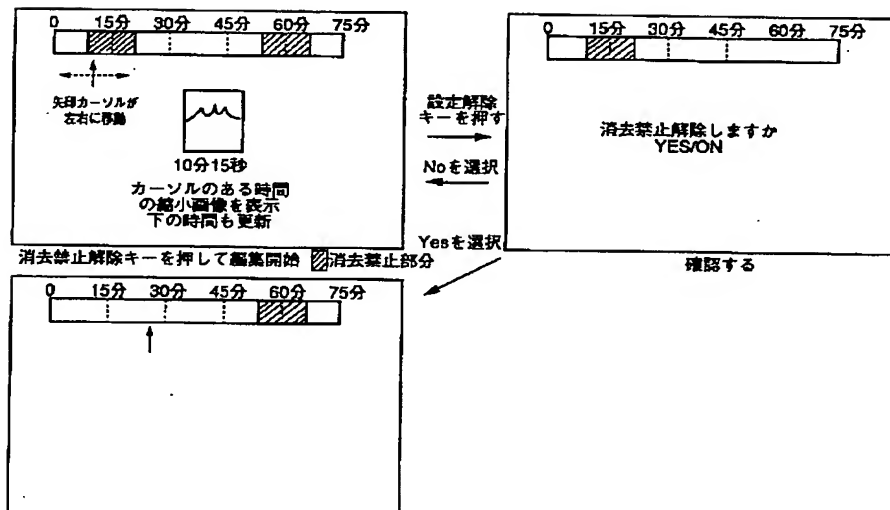 0 15分 30分 45分 60分 75分
矢印カーソルが
左右に移動
10分15秒
カーソルのある時間
の縮小画像を表示
下の時間も更新
消去禁止解除キーを押して編集開始 消去禁止部分
設定解除
キーを押す
Noを選択
Yesを選択
0 15分 30分 45分 60分 75分
消去禁止解除しますか
YES/ON
確認する
0 15分 30分 45分 60分 75分